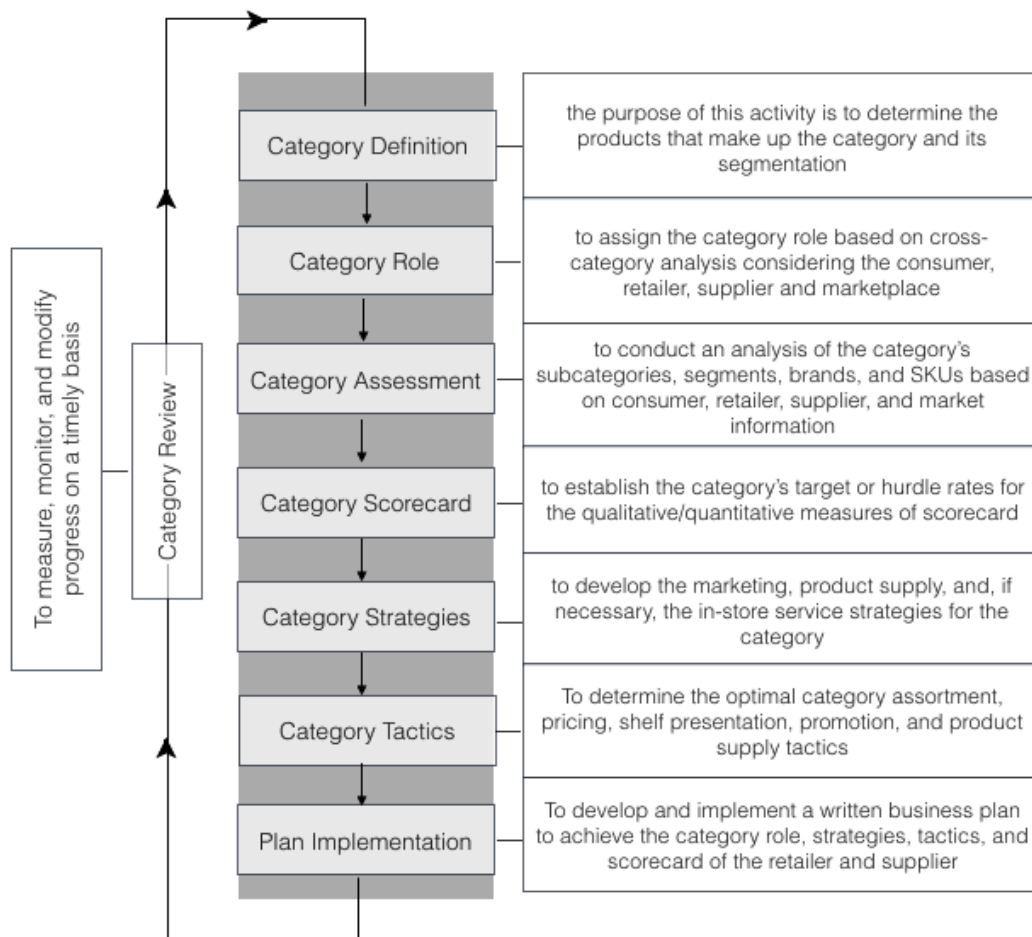 Category Definition
the purpose of this activity is to determine the
products that make up the category and its
segmentation
Category Role
to assign the category role based on cross-
category analysis considering the consumer,
retailer, supplier and marketplace
Category Assessment
to conduct an analysis of the category’s
subcategories, segments, brands, and SKUs based
on consumer, retailer, supplier, and market
information
Category Scorecard
to establish the category’s target or hurdle rates for
the qualitative/quantitative measures of scorecard
Category Strategies
to develop the marketing, product supply, and, if
necessary, the in-store service strategies for the
category
Category Tactics
To determine the optimal category assortment,
pricing, shelf presentation, promotion, and product
supply tactics
Plan Implementation
To develop and implement a written business plan
to achieve the category role, strategies, tactics, and
scorecard of the retailer and supplier
Category Review
To measure, monitor, and modify
progress on a timely basis